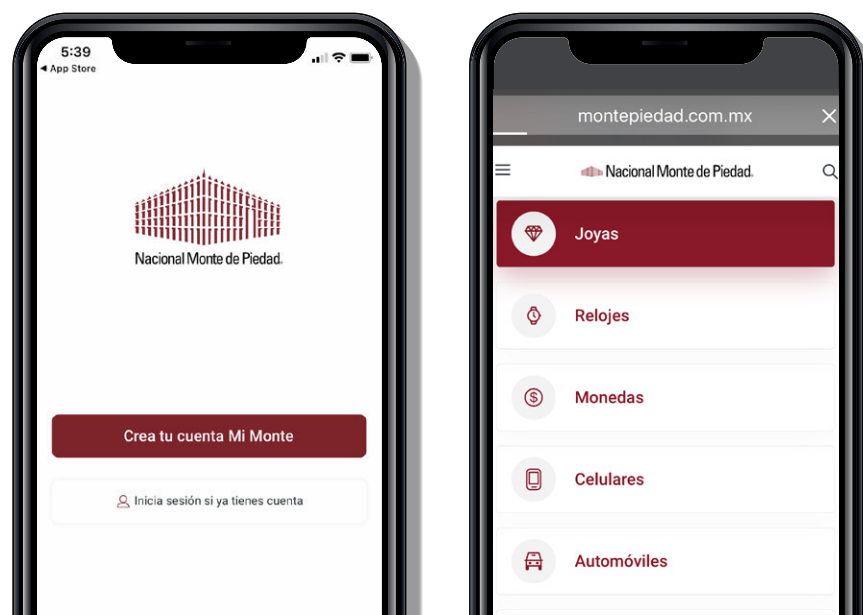 5:39
App Store
Nacional Monte de Piedad.
Crea tu cuenta Mi Monte
Inicia sesión si ya tienes cuenta
montepiedad.com.mx
Nacional Monte de Piedad.
Joyas
Relojes
Monedas
Celulares
Automóviles